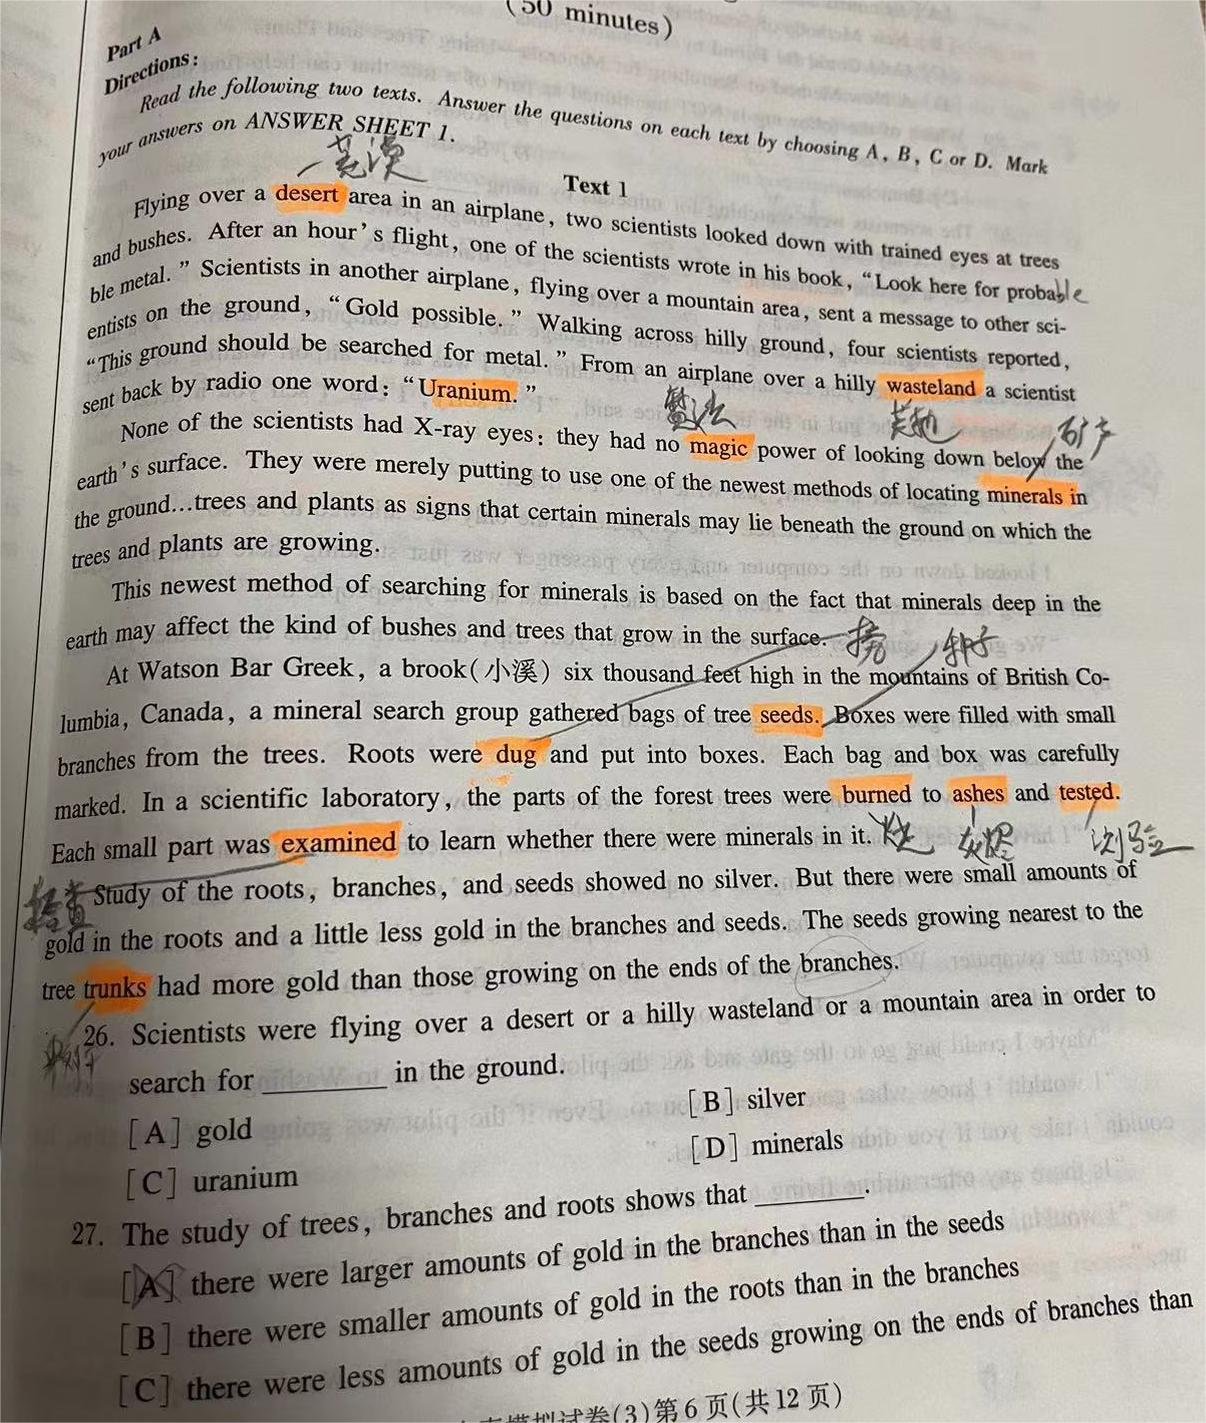 (50 minutes)
Part A
Directions:
Read the following two texts. Answer the questions on each text by choosing A, B, C or D. Mark
your answers on ANSWER SHEET 1.
荒漠
Text 1
Flying over a desert area in an airplane, two scientists looked down with trained eyes at trees
and bushes. After an hour's flight, one of the scientists wrote in his book, "Look here for probable
ble metal." Scientists in another airplane, flying over a mountain area, sent a message to other sci-
entists on the ground, "Gold possible." Walking across hilly ground, four scientists reported,
"This ground should be searched for metal." From an airplane over a hilly wasteland a scientist
sent back by radio one word: "Uranium."
魔法 荒地 矿产
None of the scientists had X-ray eyes: they had no magic power of looking down below the
earth's surface. They were merely putting to use one of the newest methods of locating minerals in
the ground...trees and plants as signs that certain minerals may lie beneath the ground on which the
trees and plants are growing.
This newest method of searching for minerals is based on the fact that minerals deep in the
earth may affect the kind of bushes and trees that grow in the surface.
种子
At Watson Bar Greek, a brook(小溪) six thousand feet high in the mountains of British Co-
lumbia, Canada, a mineral search group gathered bags of tree seeds. Boxes were filled with small
branches from the trees. Roots were dug and put into boxes. Each bag and box was carefully
marked. In a scientific laboratory, the parts of the forest trees were burned to ashes and tested.
Each small part was examined to learn whether there were minerals in it.
灰烬 测验
检查
Study of the roots, branches, and seeds showed no silver. But there were small amounts of
gold in the roots and a little less gold in the branches and seeds. The seeds growing nearest to the
tree trunks had more gold than those growing on the ends of the branches.
树干
26. Scientists were flying over a desert or a hilly wasteland or a mountain area in order to
search for ________ in the ground.
[A] gold [B] silver
[C] uranium [D] minerals
27. The study of trees, branches and roots shows that ________.
[A] there were larger amounts of gold in the branches than in the seeds
[B] there were smaller amounts of gold in the roots than in the branches
[C] there were less amounts of gold in the seeds growing on the ends of branches than
模拟试卷(3)第6页(共12页)